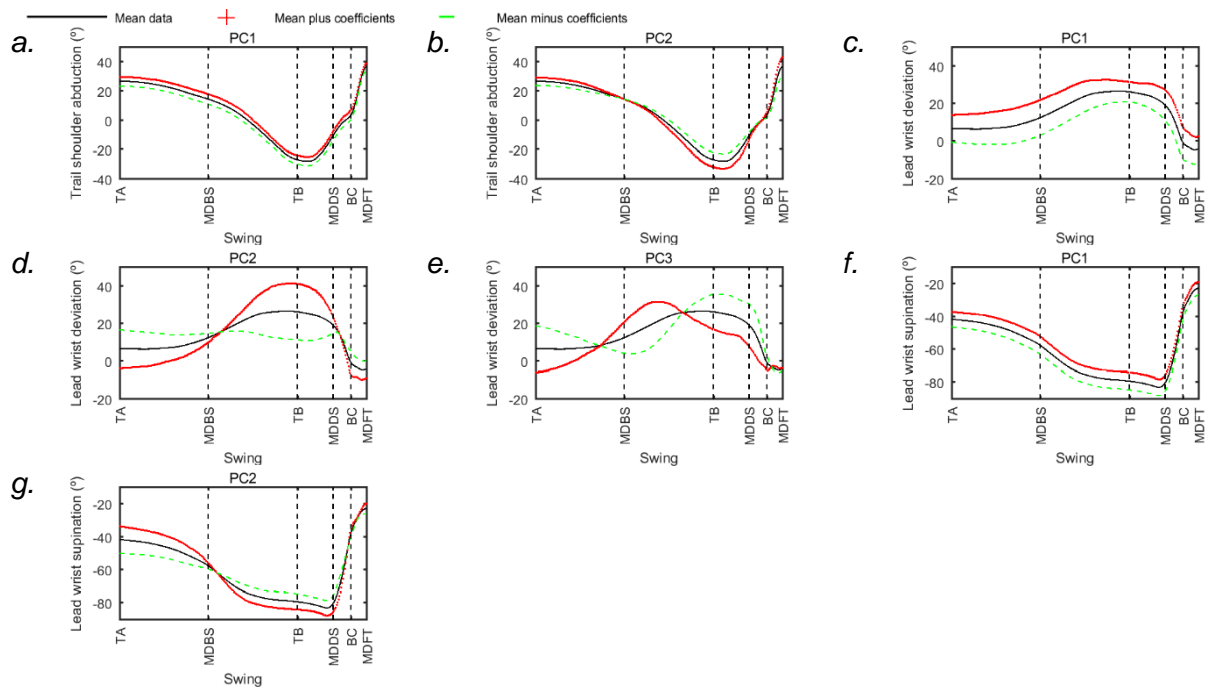 Mean data Mean plus coefficients Mean minus coefficients
a. PC1
Trail shoulder abduction (º)
40
20
0
-20
-40
TA MDBS TB MDDS BC MDFT
Swing
b. PC2
Trail shoulder abduction (º)
40
20
0
-20
-40
TA MDBS TB MDDS BC MDFT
Swing
c. PC1
Lead wrist deviation (º)
40
20
0
-20
TA MDBS TB MDDS BC MDFT
Swing
d. PC2
Lead wrist deviation (º)
40
20
0
-20
TA MDBS TB MDDS BC MDFT
Swing
e. PC3
Lead wrist deviation (º)
40
20
0
-20
TA MDBS TB MDDS BC MDFT
Swing
f. PC1
Lead wrist supination (º)
-20
-40
-60
-80
TA MDBS TB MDDS BC MDFT
Swing
g. PC2
Lead wrist supination (º)
-20
-40
-60
-80
TA MDBS TB MDDS BC MDFT
Swing